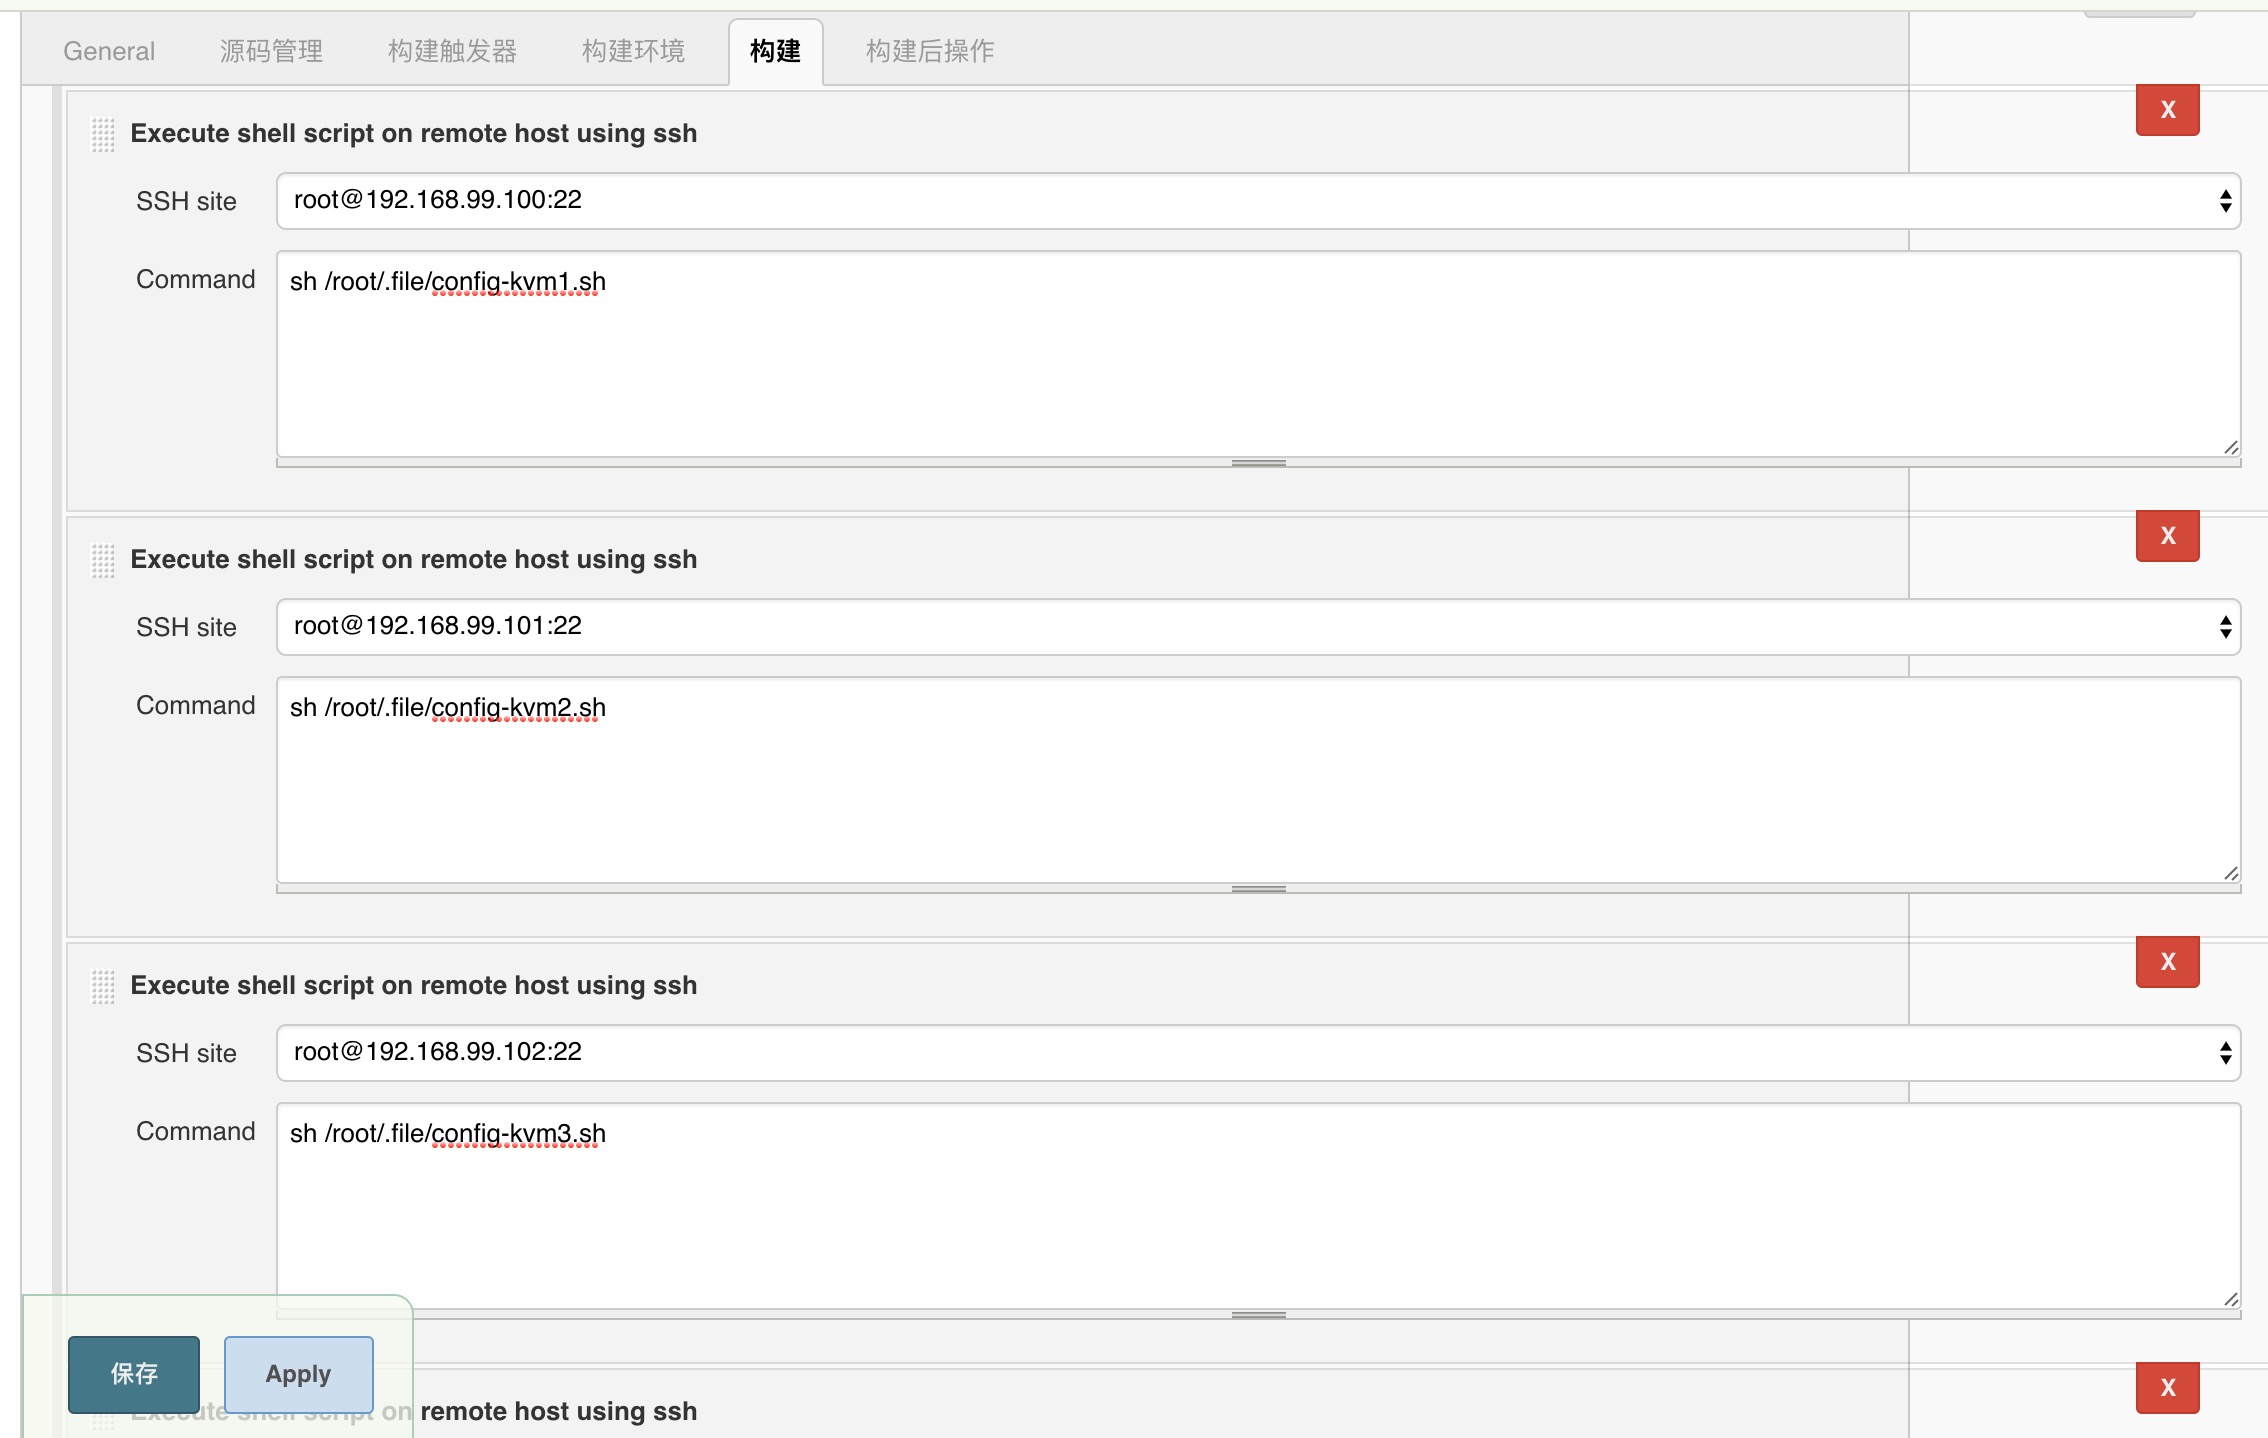 General 源码管理 构建触发器 构建环境 构建 构建后操作
X
Execute shell script on remote host using ssh
SSH site root@192.168.99.100:22
Command sh /root/.file/config-kvm1.sh
X
Execute shell script on remote host using ssh
SSH site root@192.168.99.101:22
Command sh /root/.file/config-kvm2.sh
X
Execute shell script on remote host using ssh
SSH site root@192.168.99.102:22
Command sh /root/.file/config-kvm3.sh
保存 Apply
X
Execute shell script on remote host using ssh